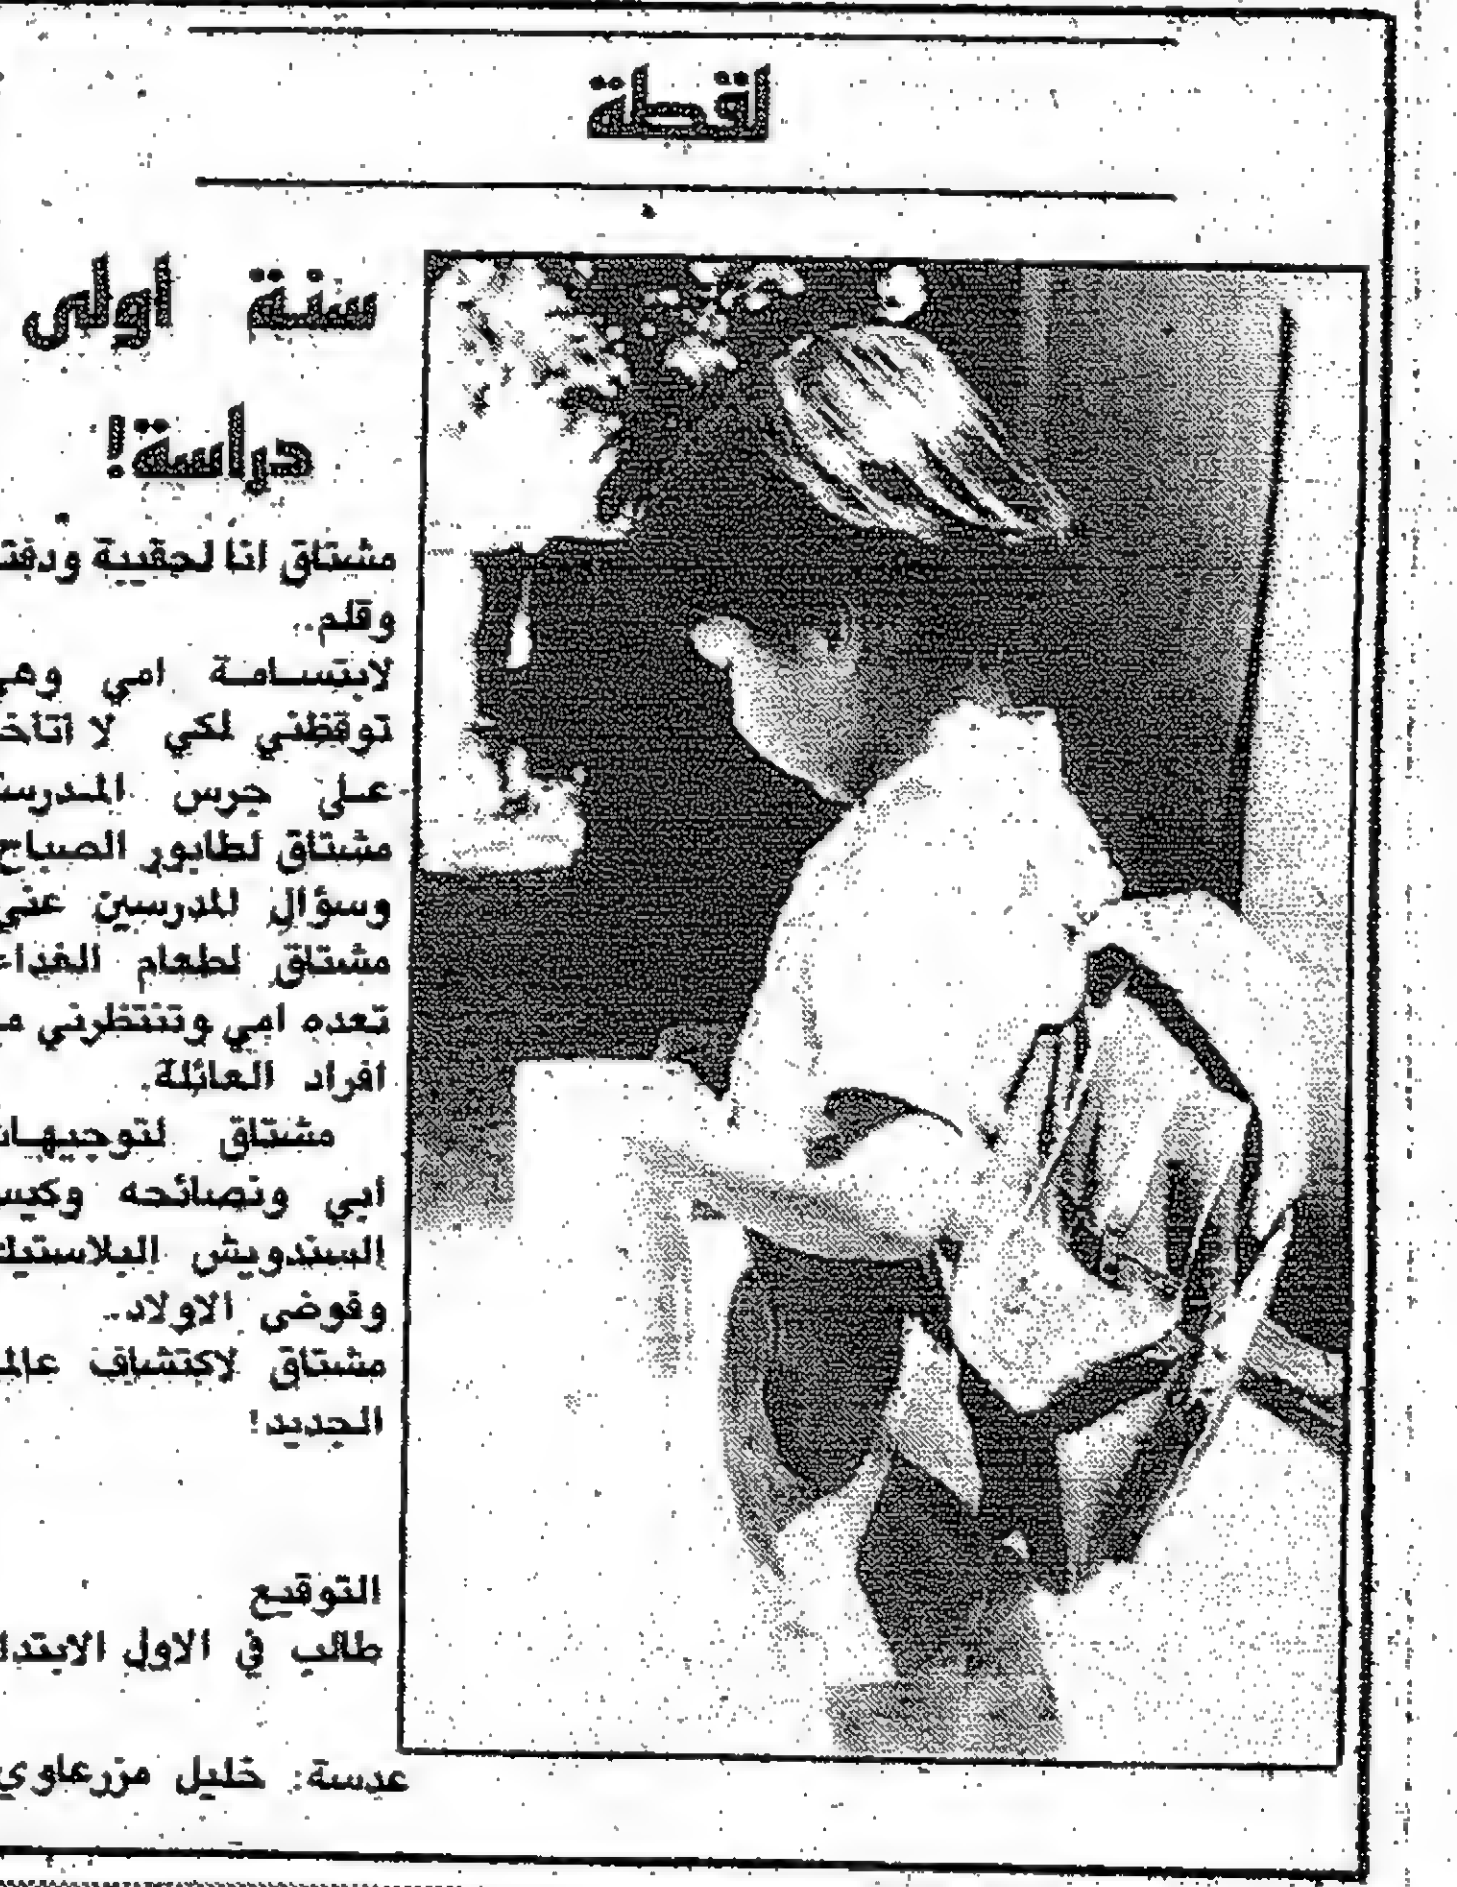 لقطة
سنة اولى
دراسة!
مشتاق انا لحقيبة ودفتر
وقلم..
لابتسامة امي وهي
توقظني لكي لا اتأخر
على جرس المدرسة
مشتاق لطابور الصباح
وسؤال المدرسين عني
مشتاق لطعام الغداء
تعده امي وتنتظرني مع
افراد العائلة.
مشتاق لتوجيهات
ابي ونصائحه وكيس
السندويش البلاستيك
وفوضى الاولاد..
مشتاق لاكتشاف عالمي
الجديد!
التوقيع
طالب في الاول الابتدا
عدسة: خليل مزرعاوي